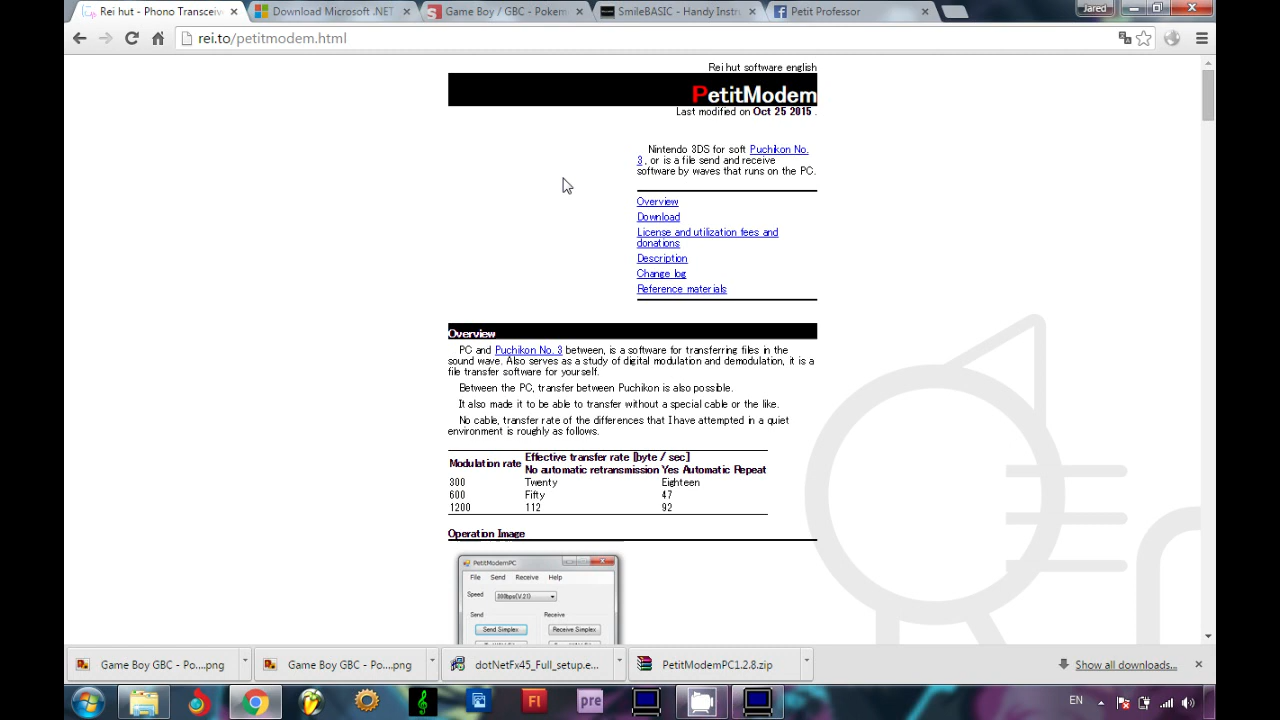 Rei hut - Phono Transceiv
Download Microsoft .NET
Game Boy / GBC - Pokem
SmileBASIC - Handy Instru
Petit Professor
Jared
rei.to/petitmodem.html
Rei hut software english
PetitModem
Last modified on Oct 25 2015 .
Nintendo 3DS for soft Puchikon No.
3 , or is a file send and receive
software by waves that runs on the PC.
Overview
Download
License and utilization fees and
donations
Description
Change log
Reference materials
Overview
PC and Puchikon No. 3 between, is a software for transferring files in the
sound wave. Also serves as a study of digital modulation and demodulation, it is a
file transfer software for yourself.
Between the PC, transfer between Puchikon is also possible.
It also made it to be able to transfer without a special cable or the like.
No cable, transfer rate of the differences that I have attempted in a quiet
environment is roughly as follows.
Modulation rate Effective transfer rate [byte / sec]
No automatic retransmission Yes Automatic Repeat
300 Twenty Eighteen
600 Fifty 47
1200 112 92
Operation Image
PetitModemPC
File Send Receive Help
Speed 300bps(V.21)
Send Receive
Send Simplex Receive Simplex
Game Boy GBC - Po....png
Game Boy GBC - Po....png
dotNetFx45_Full_setup.e...
PetitModemPC1.2.8.zip
Show all downloads...
Fl
pre
EN